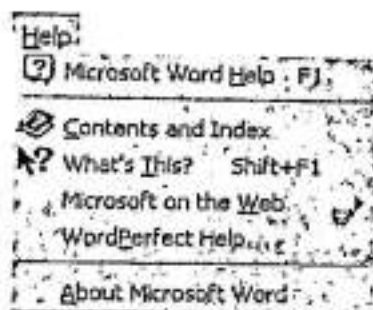 Help
Microsoft Word Help F1
Contents and Index
What's This? Shift+F1
Microsoft on the Web
WordPerfect Help...
About Microsoft Word